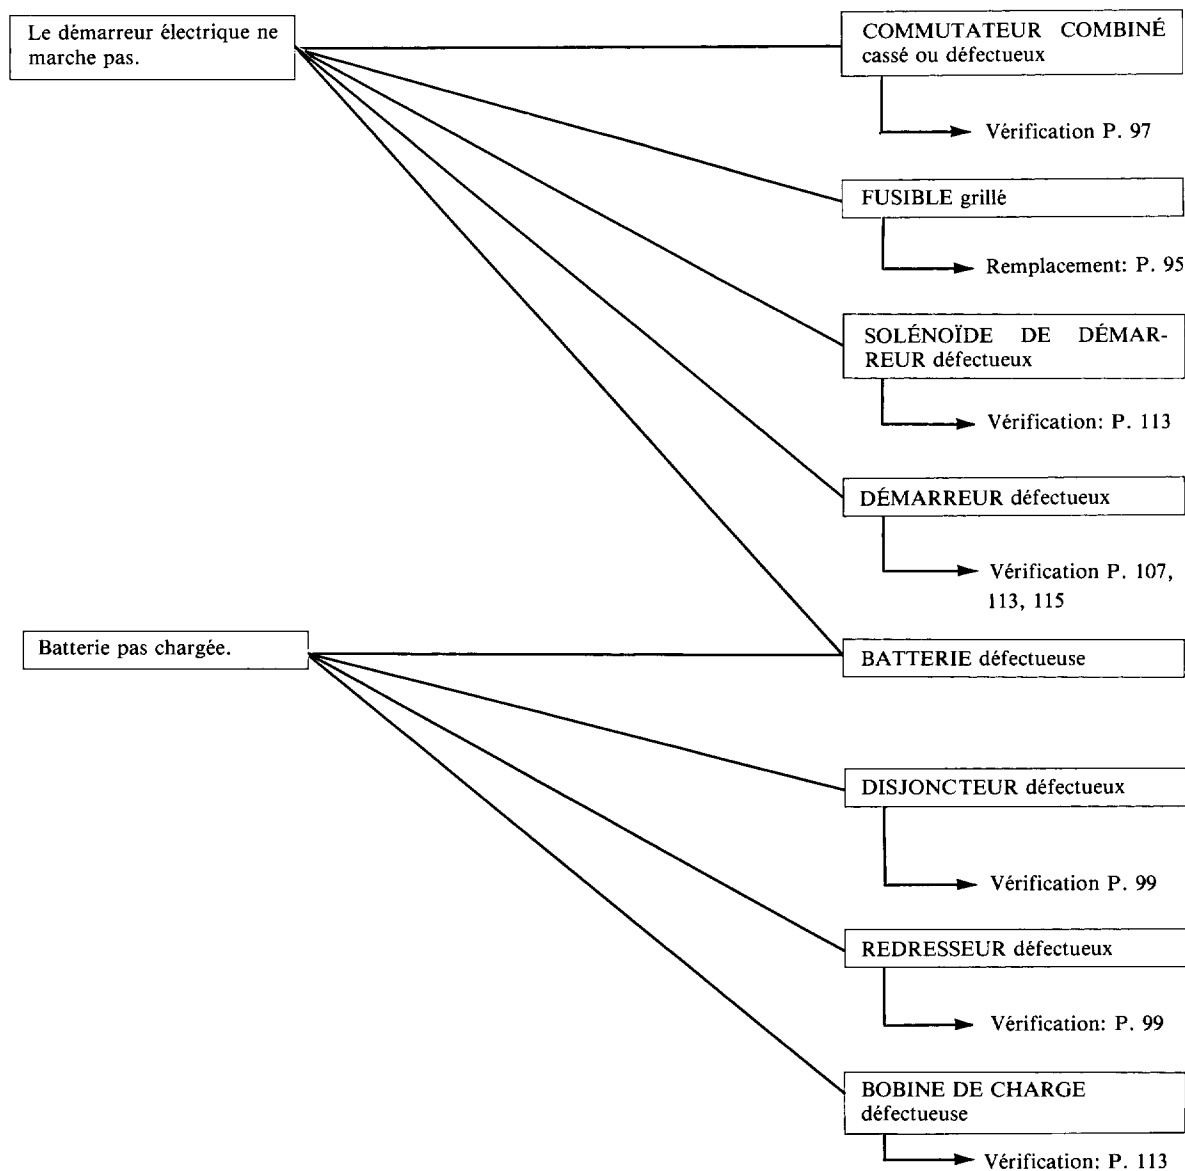 Le démarreur électrique ne
marche pas.
COMMUTATEUR COMBINÉ
cassé ou défectueux
Vérification P. 97
FUSIBLE grillé
Remplacement: P. 95
SOLÉNOÏDE DE DÉMAR-
REUR défectueux
Vérification: P. 113
DÉMARREUR défectueux
Vérification P. 107,
113, 115
Batterie pas chargée.
BATTERIE défectueuse
DISJONCTEUR défectueux
Vérification P. 99
REDRESSEUR défectueux
Vérification: P. 99
BOBINE DE CHARGE
défectueuse
Vérification: P. 113